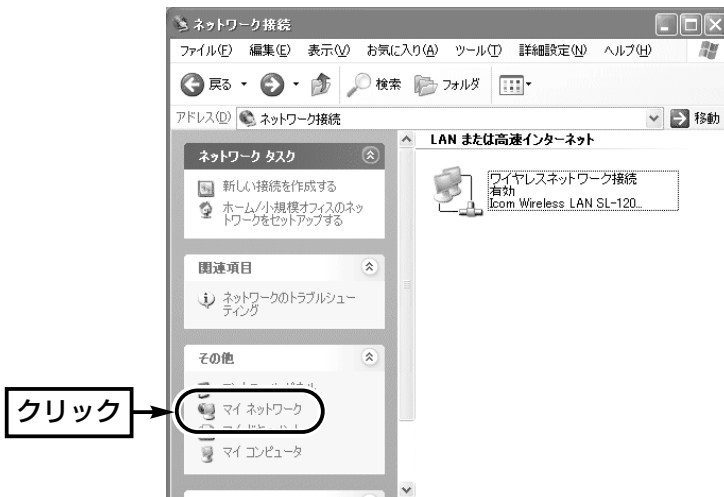 ネットワーク接続
ファイル(F) 編集(E) 表示(V) お気に入り(A) ツール(T) 詳細設定(N) ヘルプ(H)
戻る 検索 フォルダ
アドレス(D) ネットワーク接続 移動
ネットワーク タスク
新しい接続を作成する
ホーム/小規模オフィスのネッ
トワークをセットアップする
関連項目
ネットワークのトラブルシュー
ティング
その他
マイ ネットワーク
マイ コンピュータ
クリック
LAN または高速インターネット
ワイヤレスネットワーク接続
有効
Icom Wireless LAN SL-120...